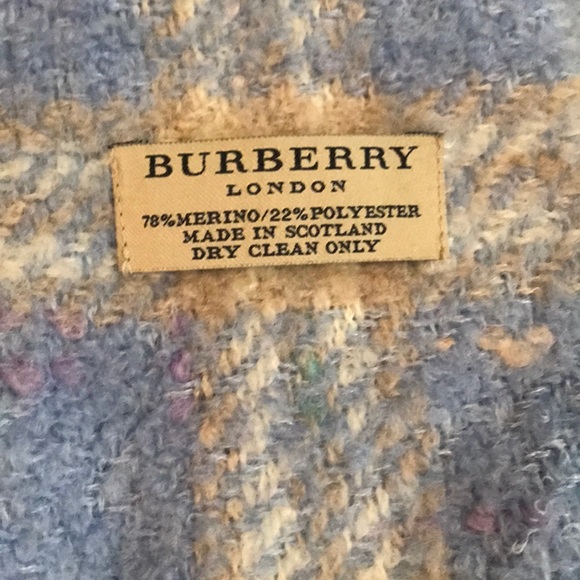 BURBERRY
LONDON
78%MERINO/22%POLYESTER
MADE IN SCOTLAND
DRY CLEAN ONLY